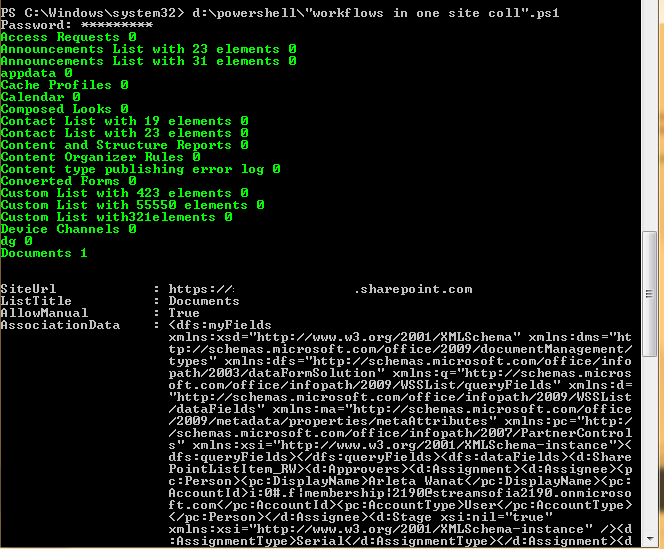 PS C:\Windows\system32> d:\powershell\"workflows in one site coll".ps1
Password: *********
Access Requests 0
Announcements List with 23 elements 0
Announcements List with 31 elements 0
appdata 0
Cache Profiles 0
Calendar 0
Composed Looks 0
Contact List with 19 elements 0
Contact List with 23 elements 0
Content and Structure Reports 0
Content Organizer Rules 0
Content type publishing error log 0
Converted Forms 0
Custom List with 423 elements 0
Custom List with 55550 elements 0
Custom List with321elements 0
Device Channels 0
dg 0
Documents 1
SiteUrl : https:// .sharepoint.com
ListTitle : Documents
AllowManual : True
AssociationData : <dfs:myFields
xmlns:xsd="http://www.w3.org/2001/XMLSchema" xmlns:dms="ht
tp://schemas.microsoft.com/office/2009/documentManagement/
types" xmlns:dfs="http://schemas.microsoft.com/office/info
path/2003/dataFormSolution" xmlns:q="http://schemas.micros
oft.com/office/infopath/2009/WSSList/queryFields" xmlns:d=
"http://schemas.microsoft.com/office/infopath/2009/WSSList
/dataFields" xmlns:ma="http://schemas.microsoft.com/office
/2009/metadata/properties/metaAttributes" xmlns:pc="http:/
/schemas.microsoft.com/office/infopath/2007/PartnerControl
s" xmlns:xsi="http://www.w3.org/2001/XMLSchema-instance"><
dfs:queryFields></dfs:queryFields><dfs:dataFields><d:Share
PointListItem_RW><d:Approvers><d:Assignment><d:Assignee><p
c:Person><pc:DisplayName>Arleta Wanat</pc:DisplayName><pc:
AccountId>i:0#.f|membership|2190@streamsofia2190.onmicroso
ft.com</pc:AccountId><pc:AccountType>User</pc:AccountType>
</pc:Person></d:Assignee><d:Stage xsi:nil="true"
xmlns:xsi="http://www.w3.org/2001/XMLSchema-instance" /><d
:AssignmentType>Serial</d:AssignmentType></d:Assignment><d